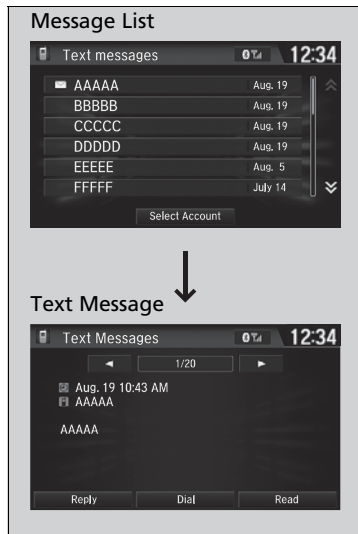 Message List
Text messages 12:34
AAAAA Aug. 19
BBBBB Aug. 19
CCCCC Aug. 19
DDDDD Aug. 19
EEEEE Aug. 5
FFFFF July 14
Select Account
Text Message
Text Messages 12:34
1/20
Aug. 19 10:43 AM
AAAAA
AAAAA
Reply Dial Read